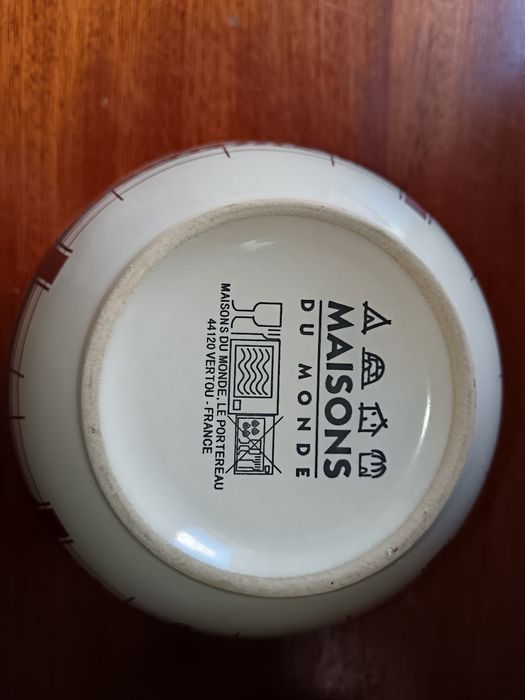 MAISONS
DU MONDE
MAISONS DU MONDE, LE PORTEREAU
44120 VERTOU - FRANCE